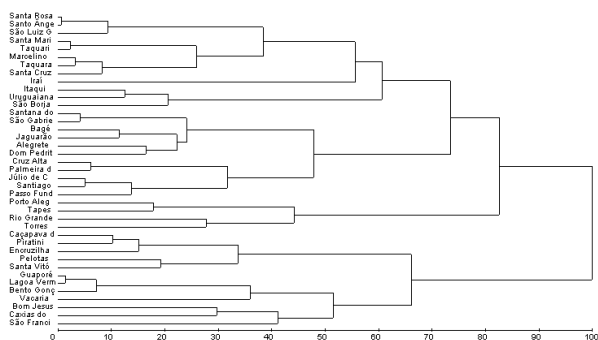 Santa Rosa
Santo Ânge
São Luiz G
Santa Mari
Taquari
Marcelino
Taquara
Santa Cruz
Iraí
Itaqui
Uruguaiana
São Borja
Santana do
São Gabrie
Bagé
Jaguarão
Alegrete
Dom Pedrit
Cruz Alta
Palmeira d
Júlio de C
Santiago
Passo Fund
Porto Aleg
Tapes
Rio Grande
Torres
Caçapava d
Piratini
Encruzilha
Pelotas
Santa Vitó
Guaporé
Lagoa Verm
Bento Gonç
Vacaria
Bom Jesus
Caxias do
São Franci
0 10 20 30 40 50 60 70 80 90 100